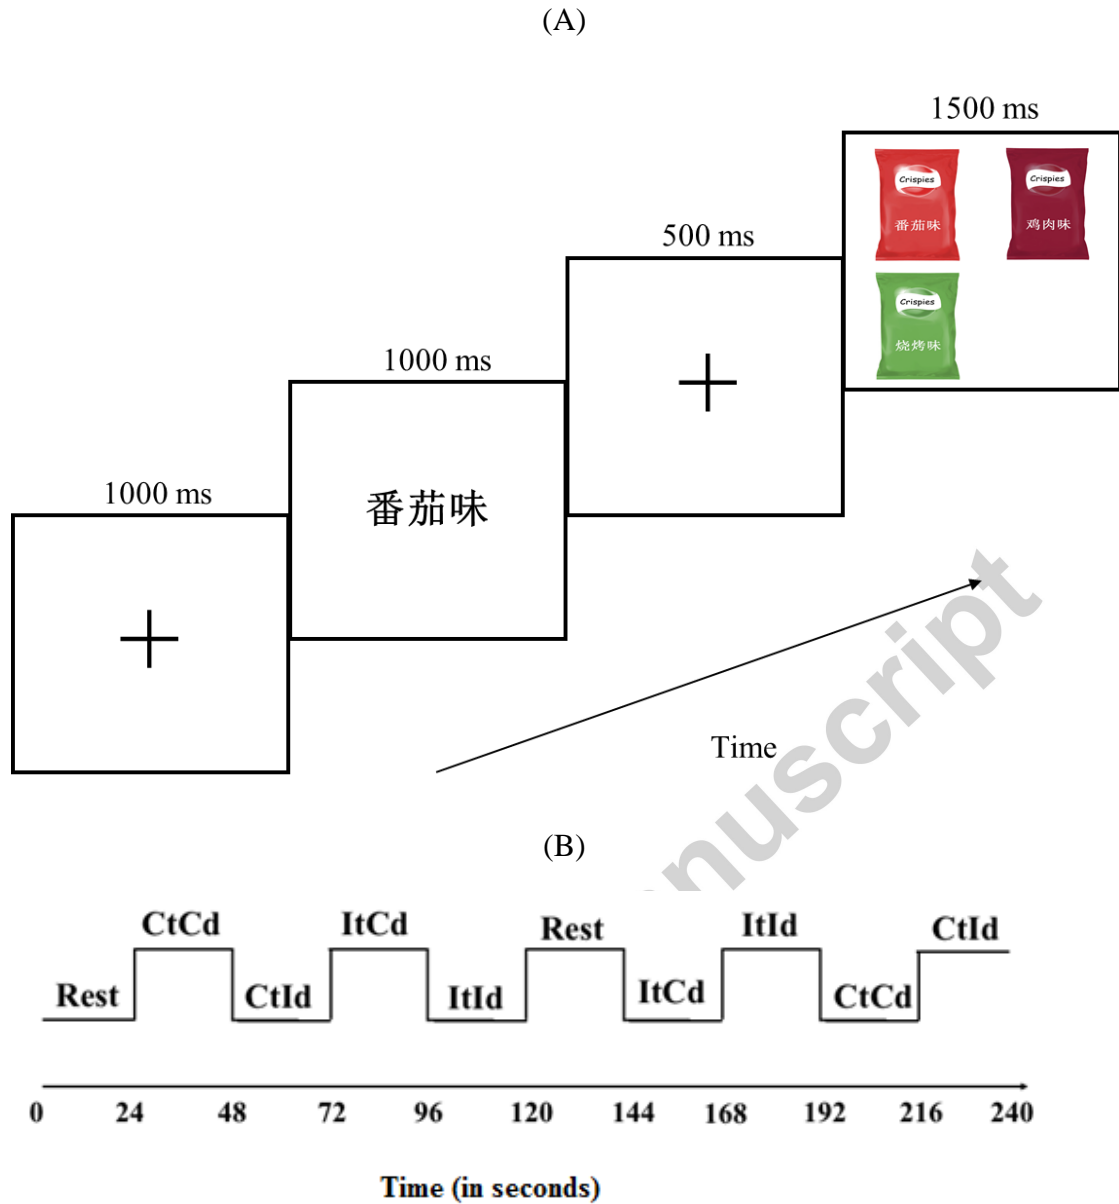 (A)
1500 ms
Crispies
番茄味
Crispies
鸡肉味
Crispies
烧烤味
500 ms
1000 ms
番茄味
1000 ms
Time
nuscript
(B)
CtCd ItCd Rest ItId CtId
Rest CtId ItId ItCd CtCd
0 24 48 72 96 120 144 168 192 216 240
Time (in seconds)